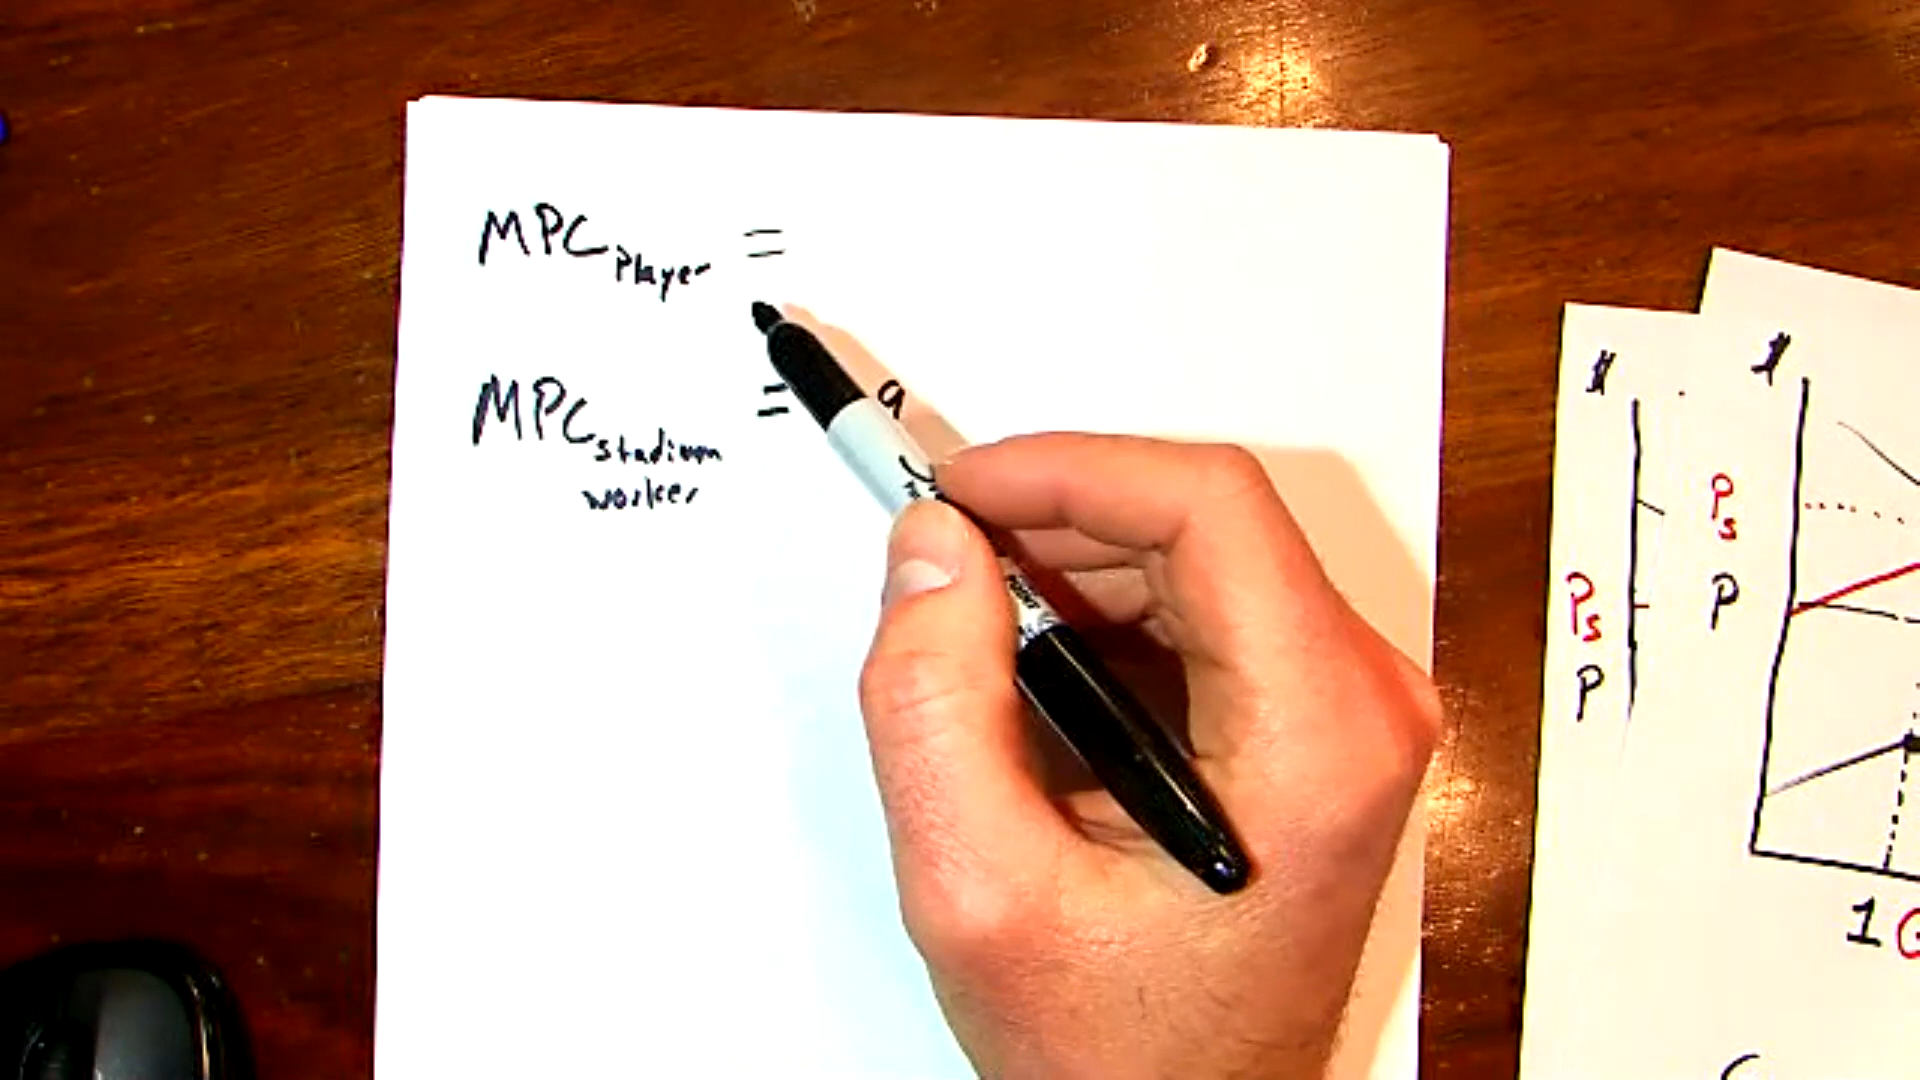 MPC Player =
MPC stadium worker = 9
$
$
Ps
P
Ps
P
1